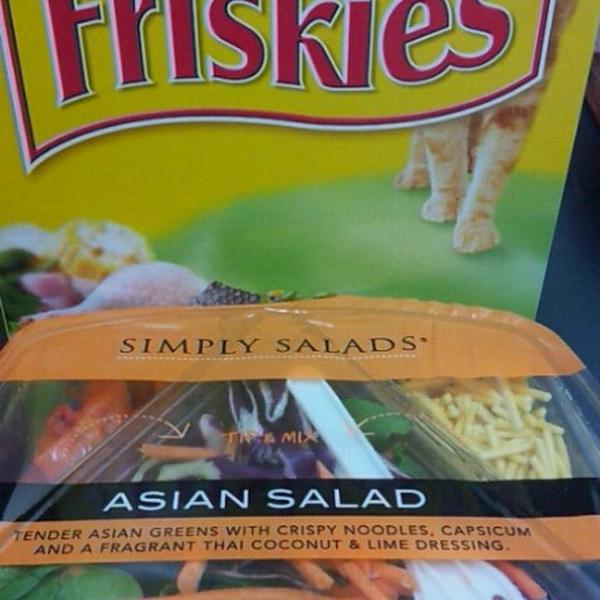 Friskies
SIMPLY SALADS®
TIP & MIX
ASIAN SALAD
TENDER ASIAN GREENS WITH CRISPY NOODLES, CAPSICUM
AND A FRAGRANT THAI COCONUT & LIME DRESSING.